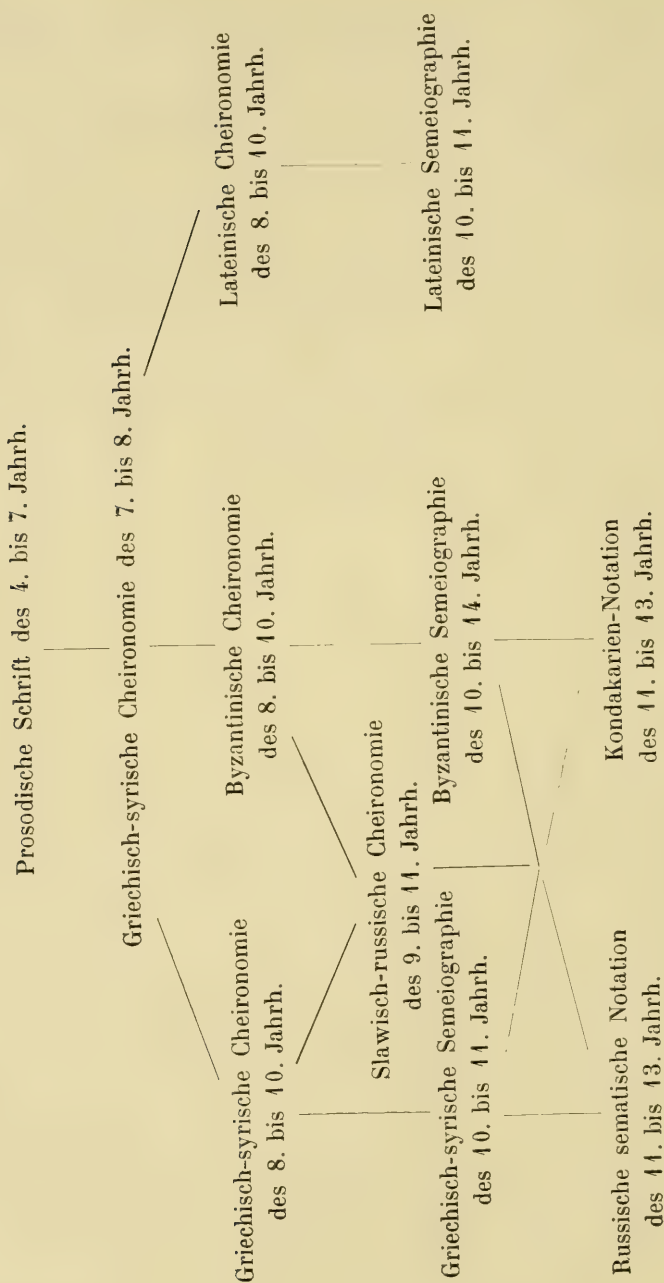 Prosodische Schrift des 4. bis 7. Jahrh.
Griechisch-syrische Cheironomie des 7. bis 8. Jahrh.
Griechisch-syrische Cheironomie
des 8. bis 10. Jahrh.
Byzantinische Cheironomie
des 8. bis 10. Jahrh.
Lateinische Cheironomie
des 8. bis 10. Jahrh.
Slawisch-russische Cheironomie
des 9. bis 11. Jahrh.
Griechisch-syrische Semeiographie
des 10. bis 11. Jahrh.
Byzantinische Semeiographie
des 10. bis 14. Jahrh.
Lateinische Semeiographie
des 10. bis 11. Jahrh.
Russische sematische Notation
des 11. bis 13. Jahrh.
Kondakarien-Notation
des 11. bis 13. Jahrh.